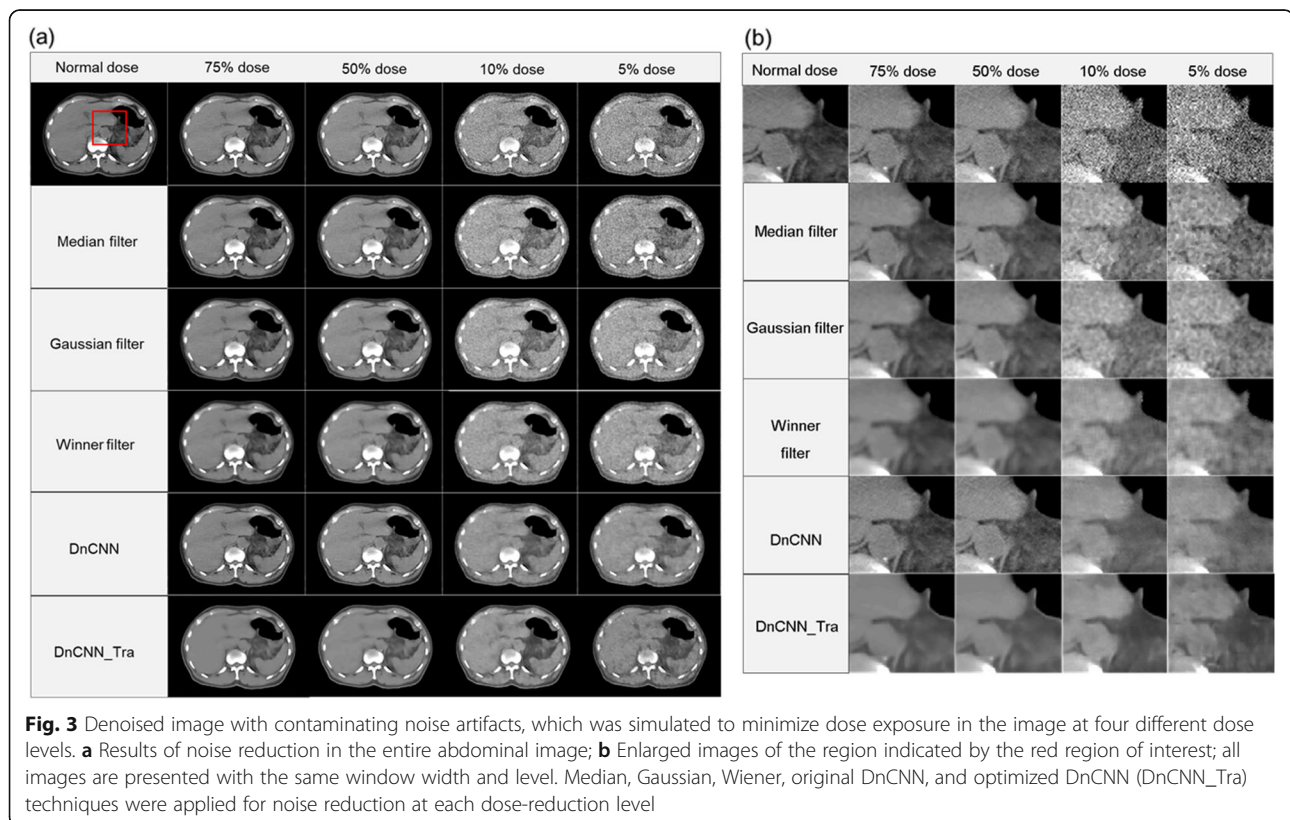 (a)
Normal dose 75% dose 50% dose 10% dose 5% dose
Median filter
Gaussian filter
Winner filter
DnCNN
DnCNN_Tra
(b)
Normal dose 75% dose 50% dose 10% dose 5% dose
Median filter
Gaussian filter
Winner
filter
DnCNN
DnCNN_Tra
Fig. 3 Denoised image with contaminating noise artifacts, which was simulated to minimize dose exposure in the image at four different dose
levels. a Results of noise reduction in the entire abdominal image; b Enlarged images of the region indicated by the red region of interest; all
images are presented with the same window width and level. Median, Gaussian, Wiener, original DnCNN, and optimized DnCNN (DnCNN_Tra)
techniques were applied for noise reduction at each dose-reduction level